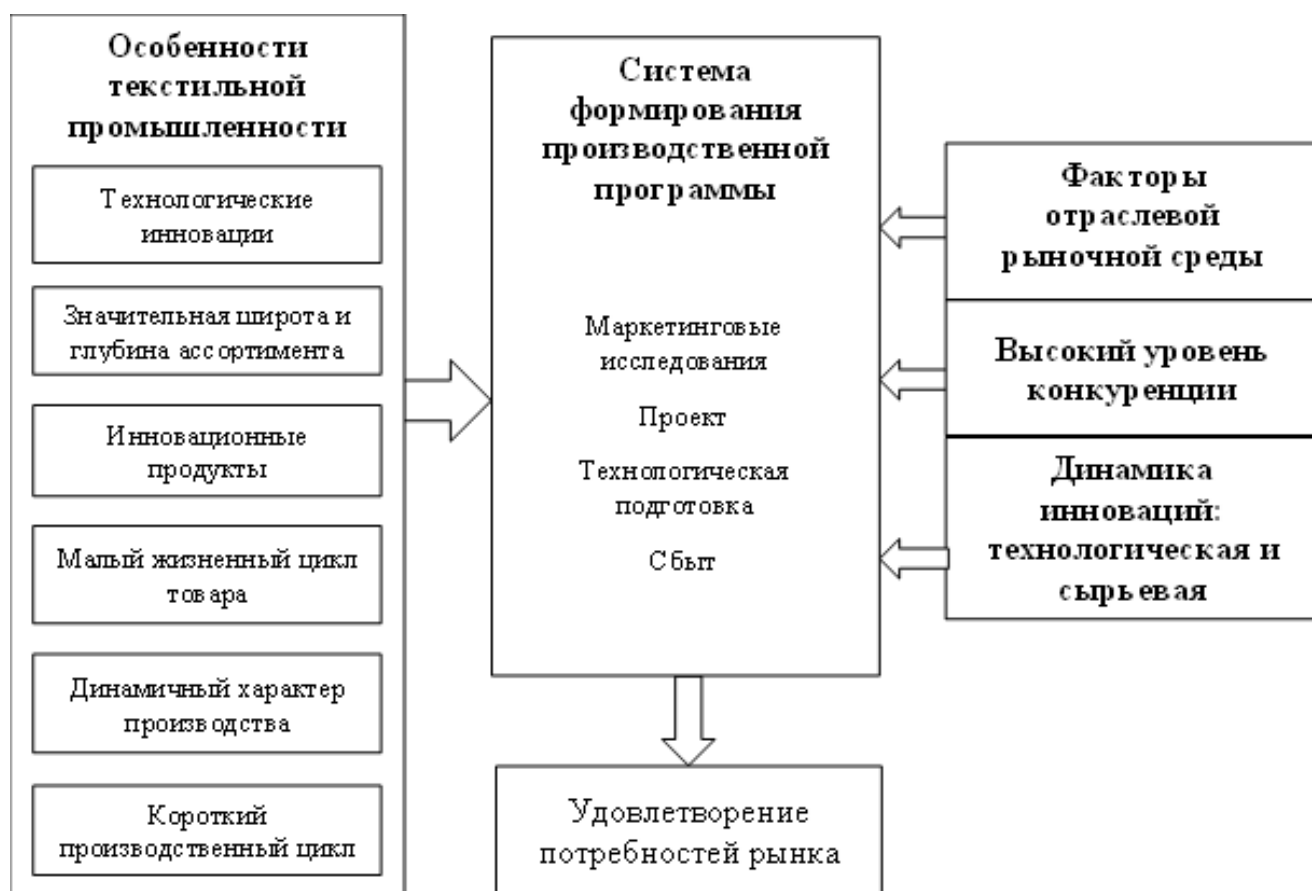 Особенности
текстильной
промышленности
Технологические
инновации
Значительная широта и
глубина ассортимента
Инновационные
продукты
Малый жизненный цикл
товара
Динамичный характер
производства
Короткий
производственный цикл
Система
формирования
производственной
программы
Маркетинговые
исследования
Проект
Технологическая
подготовка
Сбыт
Удовлетворение
потребностей рынка
Факторы
отраслевой
рыночной среды
Высокий уровень
конкуренции
Динамика
инноваций:
технологическая и
сырьевая